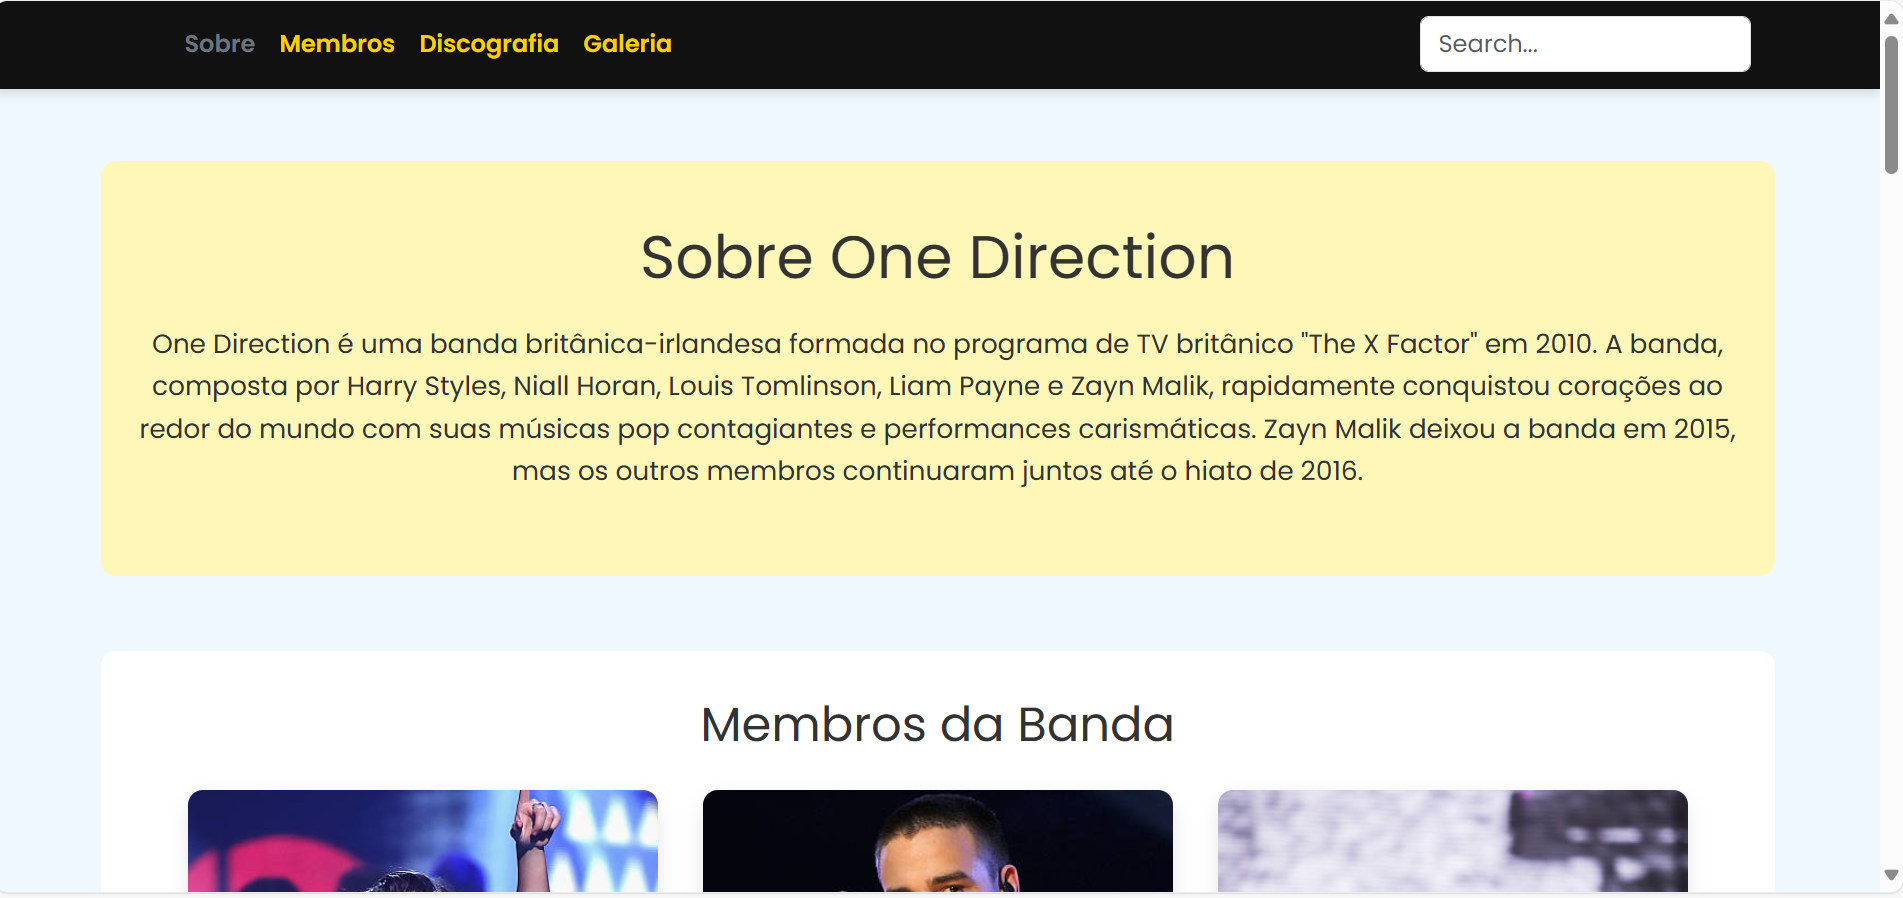 Sobre Membros Discografia Galeria Search...
Sobre One Direction
One Direction é uma banda britânica-irlandesa formada no programa de TV britânico "The X Factor" em 2010. A banda,
composta por Harry Styles, Niall Horan, Louis Tomlinson, Liam Payne e Zayn Malik, rapidamente conquistou corações ao
redor do mundo com suas músicas pop contagiantes e performances carismáticas. Zayn Malik deixou a banda em 2015,
mas os outros membros continuaram juntos até o hiato de 2016.
Membros da Banda